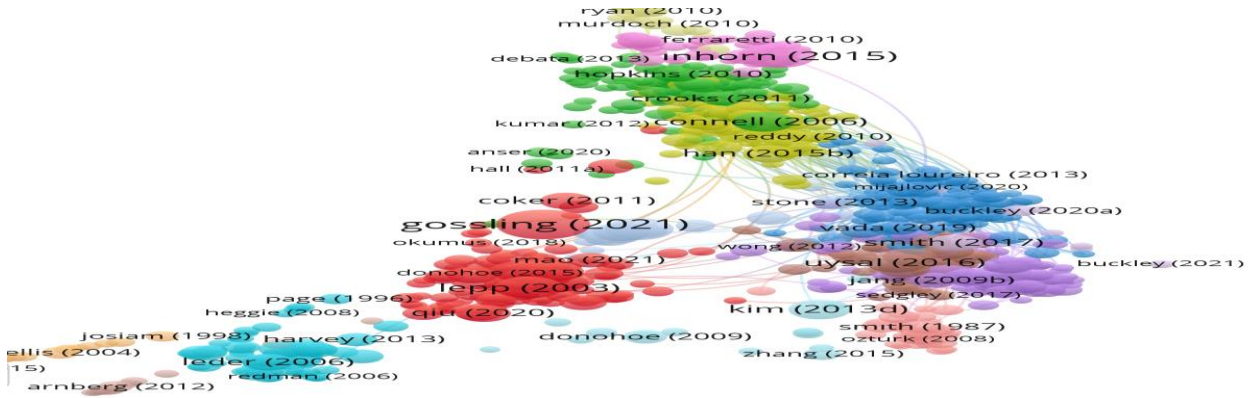 ryan (2010)
murdoch (2010)
ferraretti (2010)
debata (2013)
inhorn (2015)
hopkins (2010)
crooks (2011)
kumar (2012)
connell (2006)
reddy (2010)
anser (2020)
han (2015b)
hall (2011a)
correia loureiro (2013)
mijajlovic (2020)
coker (2011)
stone (2013)
buckley (2020a)
gossling (2021)
vada (2019)
okumus (2018)
wong (2012)
smith (2017)
mao (2021)
uysal (2016)
buckley (2021)
donohoe (2015)
jang (2009b)
lepp (2003)
sedgley (2017)
page (1996)
heggie (2008)
qiu (2020)
kim (2013d)
smith (1987)
josiam (1998)
harvey (2013)
donohoe (2009)
ozturk (2008)
ellis (2004)
zhang (2015)
leder (2006)
15)
redman (2006)
arnberg (2012)